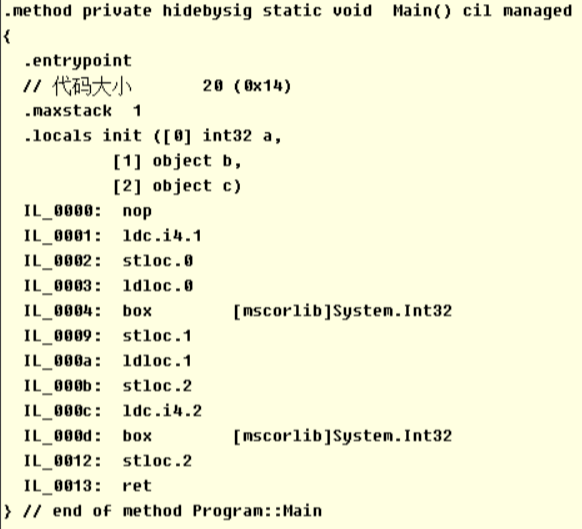 .method private hidebysig static void  Main() cil managed
{
  .entrypoint
  // 代码大小       20 (0x14)
  .maxstack  1
  .locals init ([0] int32 a,
           [1] object b,
           [2] object c)
  IL_0000:  nop
  IL_0001:  ldc.i4.1
  IL_0002:  stloc.0
  IL_0003:  ldloc.0
  IL_0004:  box        [mscorlib]System.Int32
  IL_0009:  stloc.1
  IL_000a:  ldloc.1
  IL_000b:  stloc.2
  IL_000c:  ldc.i4.2
  IL_000d:  box        [mscorlib]System.Int32
  IL_0012:  stloc.2
  IL_0013:  ret
} // end of method Program::Main